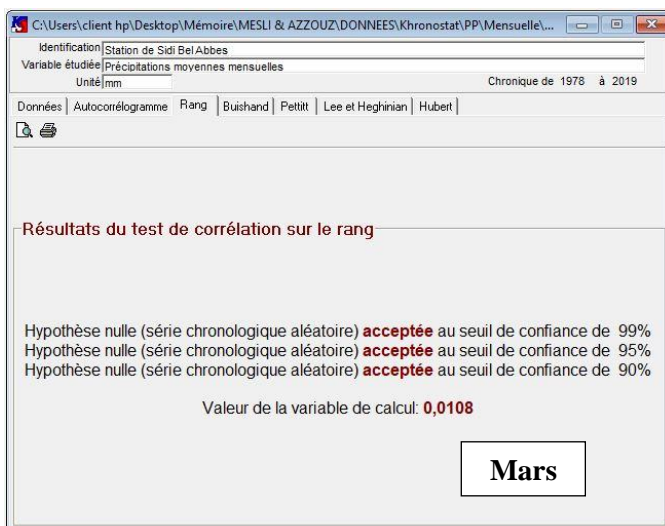 C:\Users\client hp\Desktop\Mémoire\MESLI & AZZOUZ\DONNEES\Khronostat\PP\Mensuelle\...
Identification Station de Sidi Bel Abbes
Variable étudiée Précipitations moyennes mensuelles
Unité mm Chronique de 1978 à 2019
Données Autocorrélogramme Rang Buishand Pettitt Lee et Heghinian Hubert
Résultats du test de corrélation sur le rang
Hypothèse nulle (série chronologique aléatoire) acceptée au seuil de confiance de 99%
Hypothèse nulle (série chronologique aléatoire) acceptée au seuil de confiance de 95%
Hypothèse nulle (série chronologique aléatoire) acceptée au seuil de confiance de 90%
Valeur de la variable de calcul: 0,0108
Mars